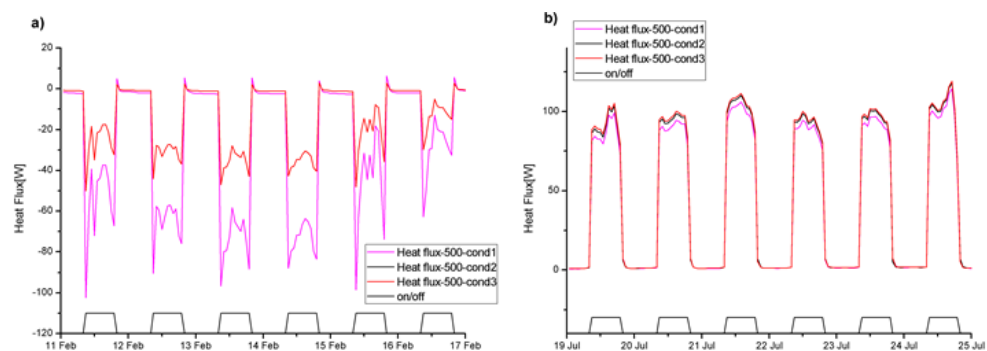 a)
Heat Flux[W]
20
0
-20
-40
-60
-80
-100
-120
Heat flux-500-cond1
Heat flux-500-cond2
Heat flux-500-cond3
on/off
11 Feb 12 Feb 13 Feb 14 Feb 15 Feb 16 Feb 17 Feb
b)
Heat flux-500-cond1
Heat flux-500-cond2
Heat flux-500-cond3
on/off
Heat Flux[W]
100
50
0
19 Jul 20 Jul 21 Jul 22 Jul 23 Jul 24 Jul 25 Jul